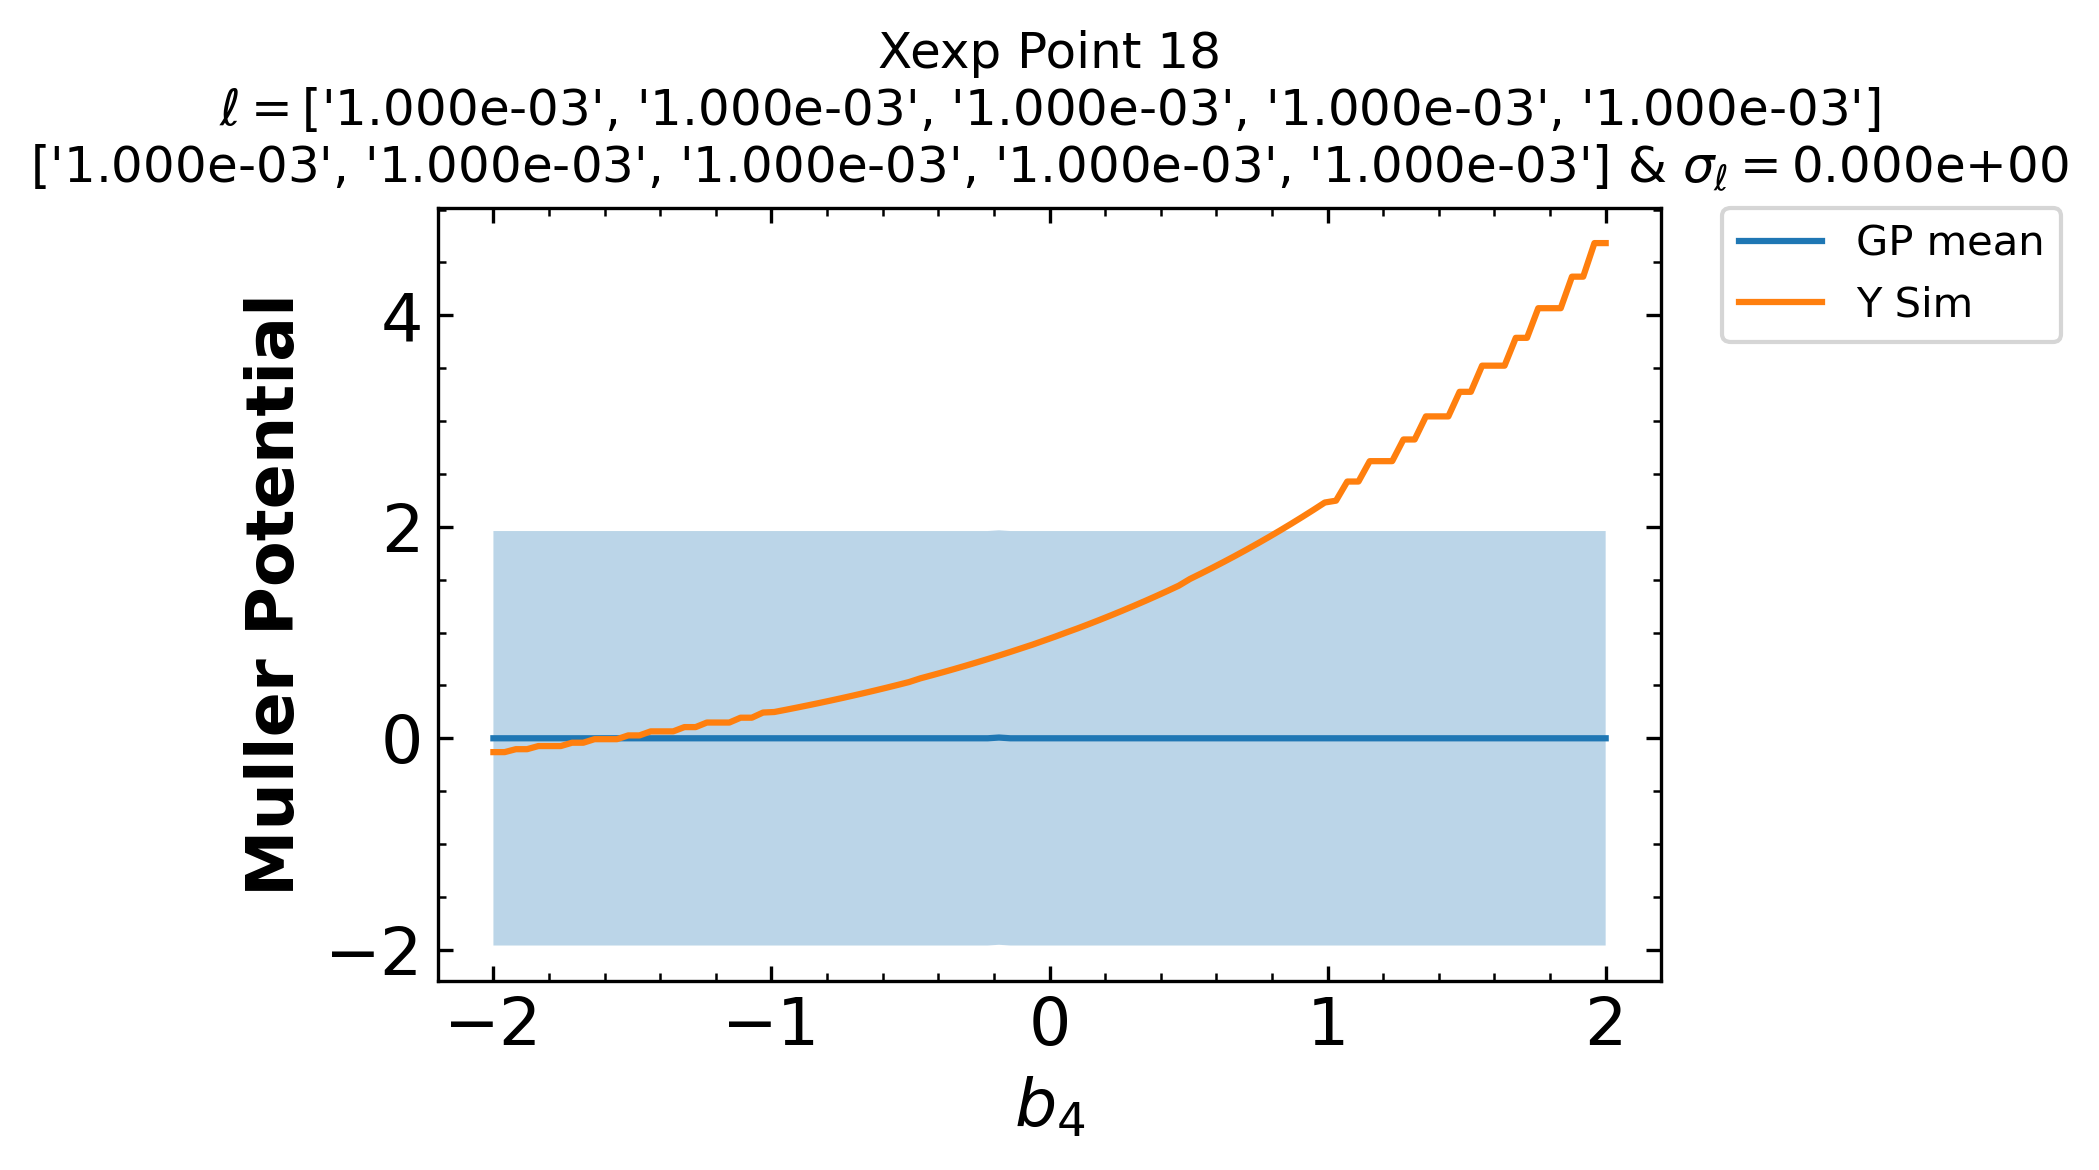 Xexp Point 18
ℓ = ['1.000e-03', '1.000e-03', '1.000e-03', '1.000e-03', '1.000e-03']
['1.000e-03', '1.000e-03', '1.000e-03', '1.000e-03', '1.000e-03'] & σℓ = 0.000e+00
GP mean
Y Sim
Muller Potential
4
2
0
−2
−2 −1 0 1 2
b₄